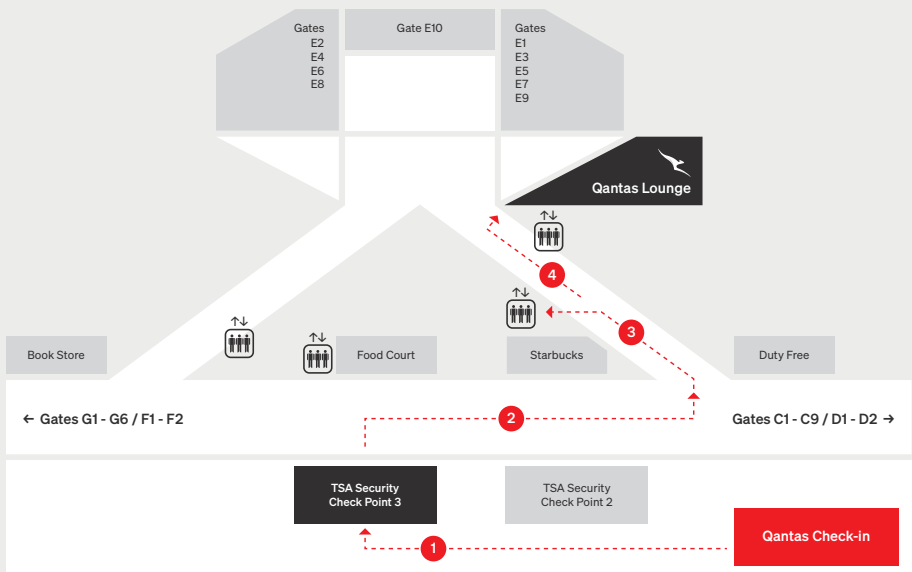 Gates
E2
E4
E6
E8
Gate E10
Gates
E1
E3
E5
E7
E9
Qantas Lounge
4
3
Book Store
Food Court
Starbucks
Duty Free
← Gates G1 - G6 / F1 - F2
2
Gates C1 - C9 / D1 - D2 →
TSA Security
Check Point 3
TSA Security
Check Point 2
1
Qantas Check-in